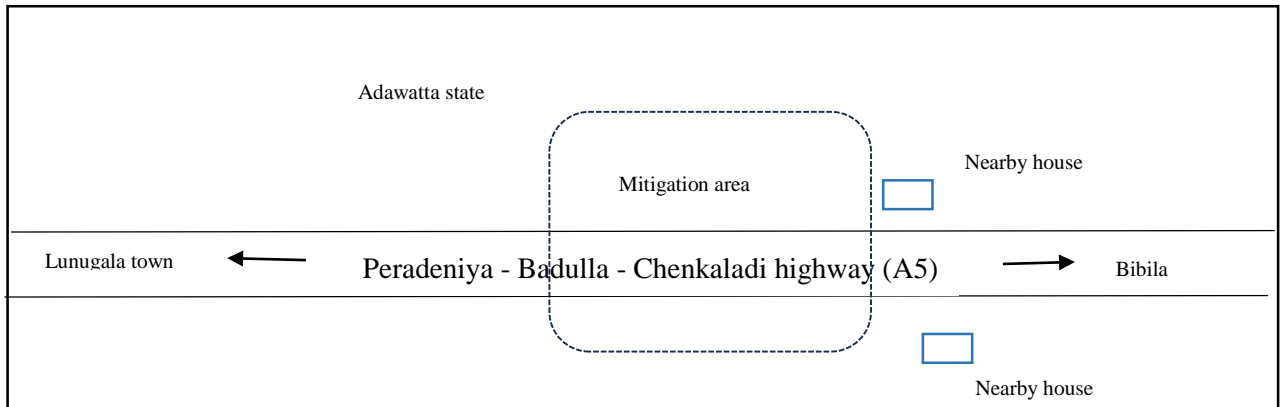 Adawatta state
Nearby house
Mitigation area
Lunugala town
Peradeniya - Badulla - Chenkaladi highway (A5)
Bibila
Nearby house